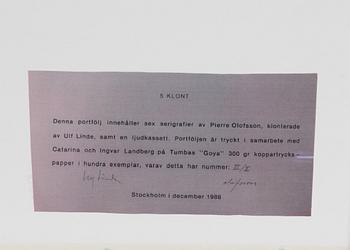 5 KLONT
Denna portfölj innehåller sex serigrafier av Pierre Olofsson, klonterade
av Ulf Linde, samt en ljudkassett. Portföljen är tryckt i samarbete med
Catarina och Ingvar Landberg på Tumbas "Goya" 300 gr koppartrycks-
papper i hundra exemplar, varav detta har nummer:
Stockholm i december 1988